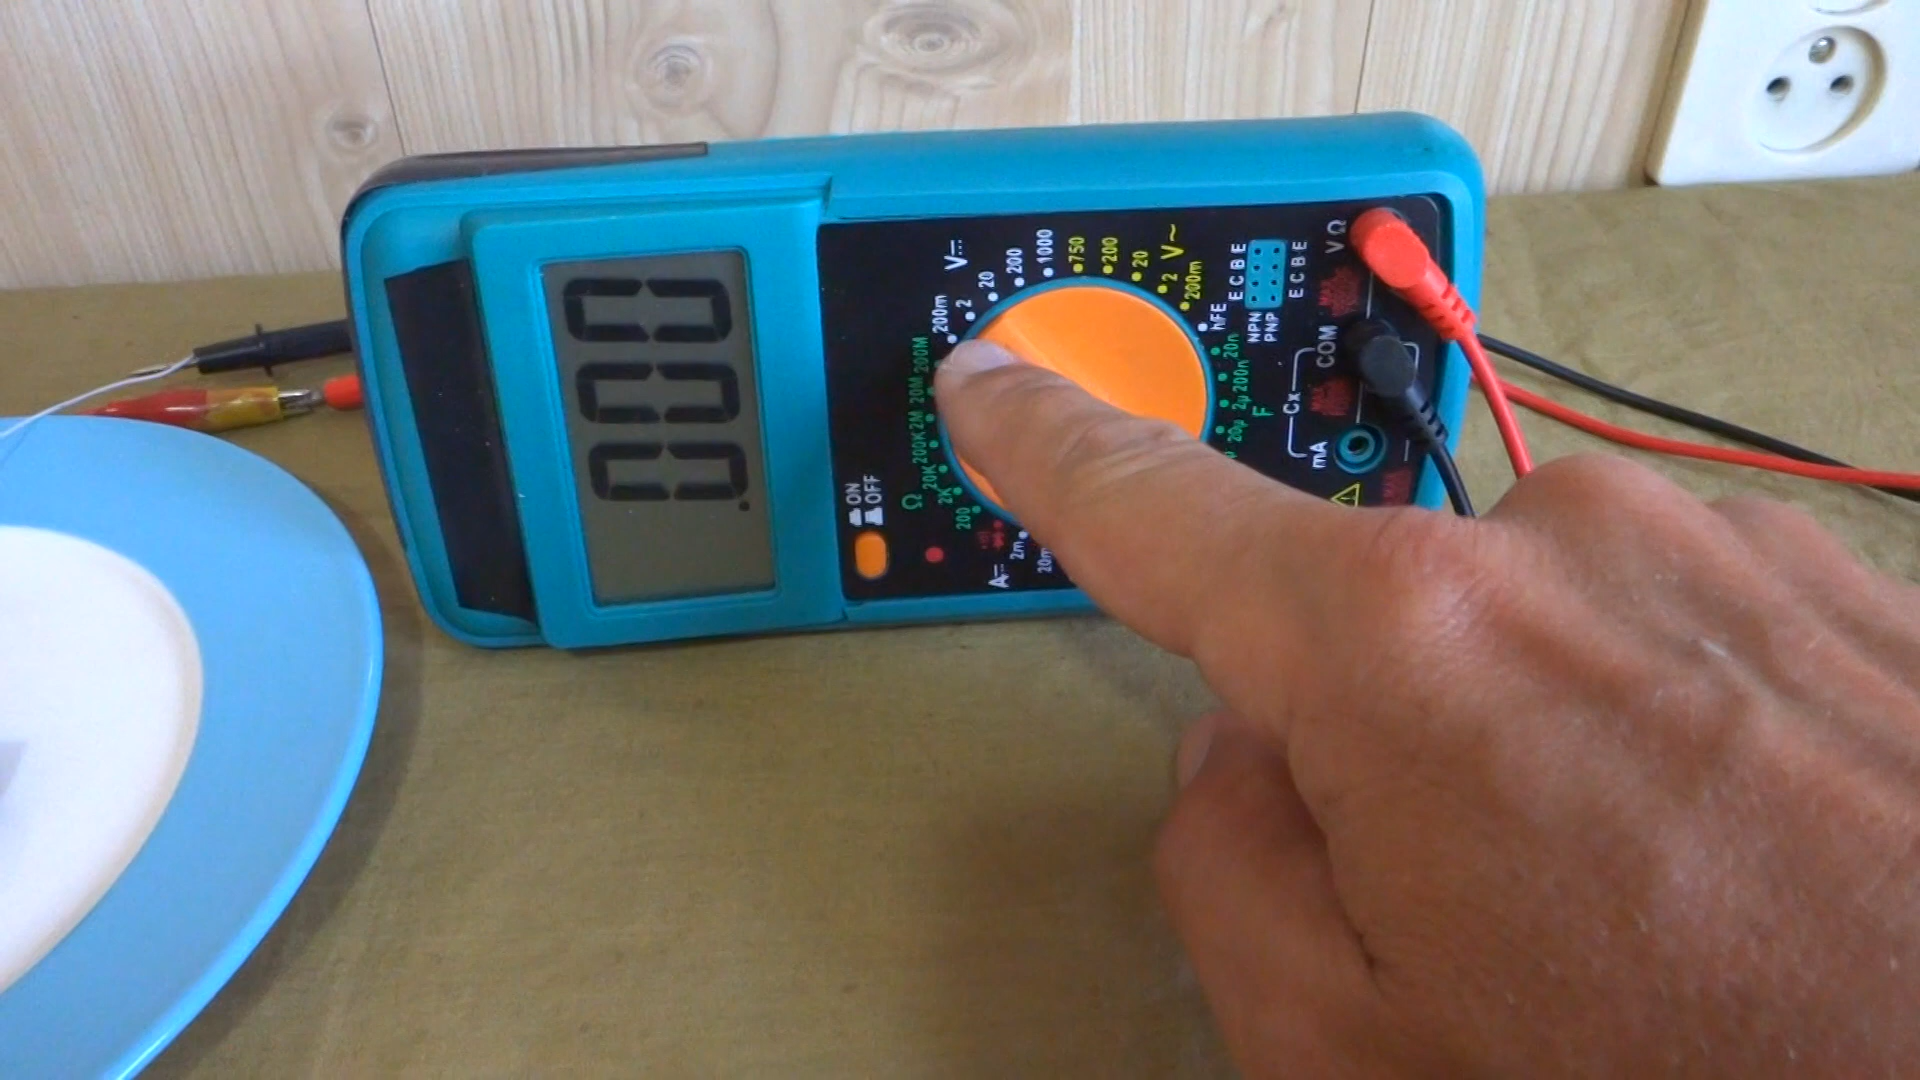 .000
V⎓
200m
2
20
200
1000
750
200
20
2
200m
V~
hFE
20n
200n
2µ
20µ
F
Ω
200
2K
20K
200K
2M
20M
200M
A⎓
2m
20m
ON
OFF
E C B E
NPN
PNP
E C B E
VΩ
COM
Cx
mA